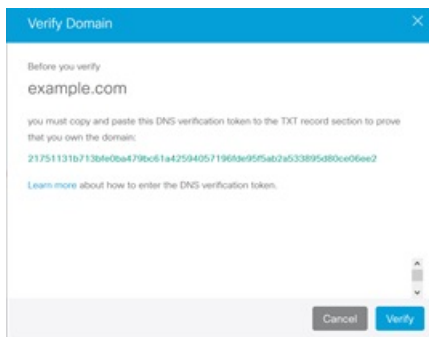 Verify Domain
Before you verify
example.com
you must copy and paste this DNS verification token to the TXT record section to prove
that you own the domain:
21751131b713bfe0ba479bc61a42594057196fde95f5ab2a533895d80ce06ee2
Learn more about how to enter the DNS verification token.
Cancel
Verify